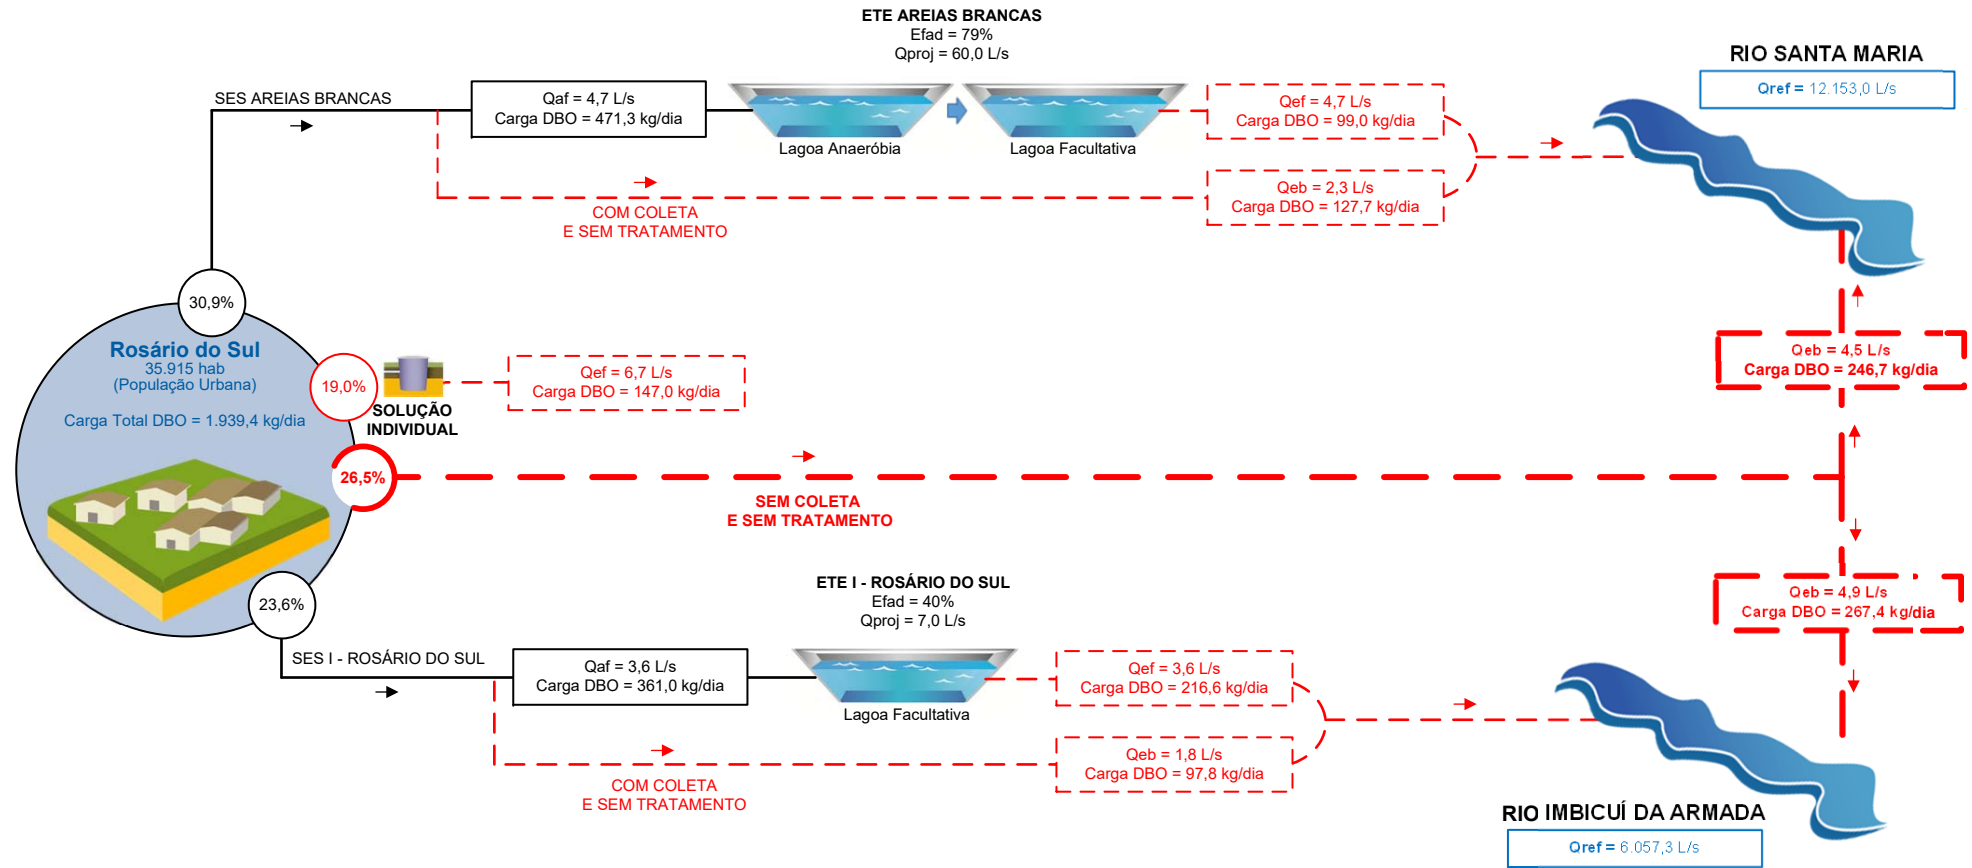 ETE AREIAS BRANCAS
Efad = 79%
Qproj = 60,0 L/s
RIO SANTA MARIA
Qref = 12.153,0 L/s
SES AREIAS BRANCAS
Qaf = 4,7 L/s
Carga DBO = 471,3 kg/dia
Lagoa Anaeróbia
Lagoa Facultativa
Qef = 4,7 L/s
Carga DBO = 99,0 kg/dia
COM COLETA
E SEM TRATAMENTO
Qeb = 2,3 L/s
Carga DBO = 127,7 kg/dia
30,9%
Rosário do Sul
35.915 hab
(População Urbana)
Carga Total DBO = 1.939,4 kg/dia
19,0%
SOLUÇÃO
INDIVIDUAL
Qef = 6,7 L/s
Carga DBO = 147,0 kg/dia
Qeb = 4,5 L/s
Carga DBO = 246,7 kg/dia
26,5%
SEM COLETA
E SEM TRATAMENTO
23,6%
ETE I - ROSÁRIO DO SUL
Efad = 40%
Qproj = 7,0 L/s
Qeb = 4,9 L/s
Carga DBO = 267,4 kg/dia
SES I - ROSÁRIO DO SUL
Qaf = 3,6 L/s
Carga DBO = 361,0 kg/dia
Lagoa Facultativa
Qef = 3,6 L/s
Carga DBO = 216,6 kg/dia
COM COLETA
E SEM TRATAMENTO
Qeb = 1,8 L/s
Carga DBO = 97,8 kg/dia
RIO IMBICUÍ DA ARMADA
Qref = 6.057,3 L/s